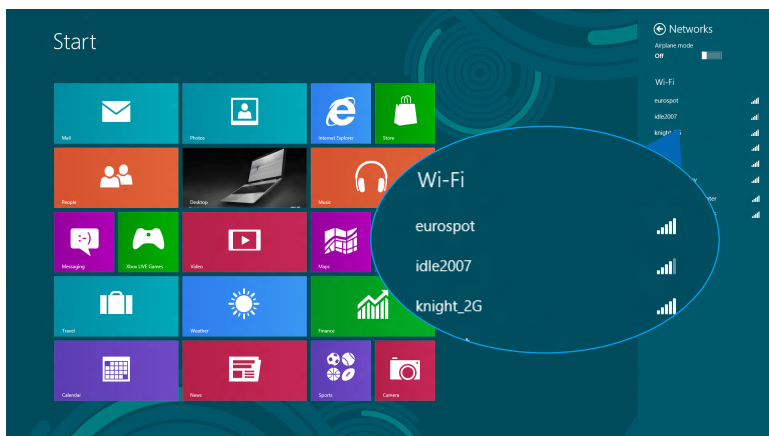 Start
Networks
Airplane mode
Off
Wi-Fi
eurospot
idle2007
Mail
Photos
Internet Explorer
Store
People
Desktop
Music
Messaging
Xbox LIVE Games
Video
Maps
Travel
Weather
Finance
Calendar
News
Sports
Camera
Wi-Fi
eurospot
idle2007
knight_2G